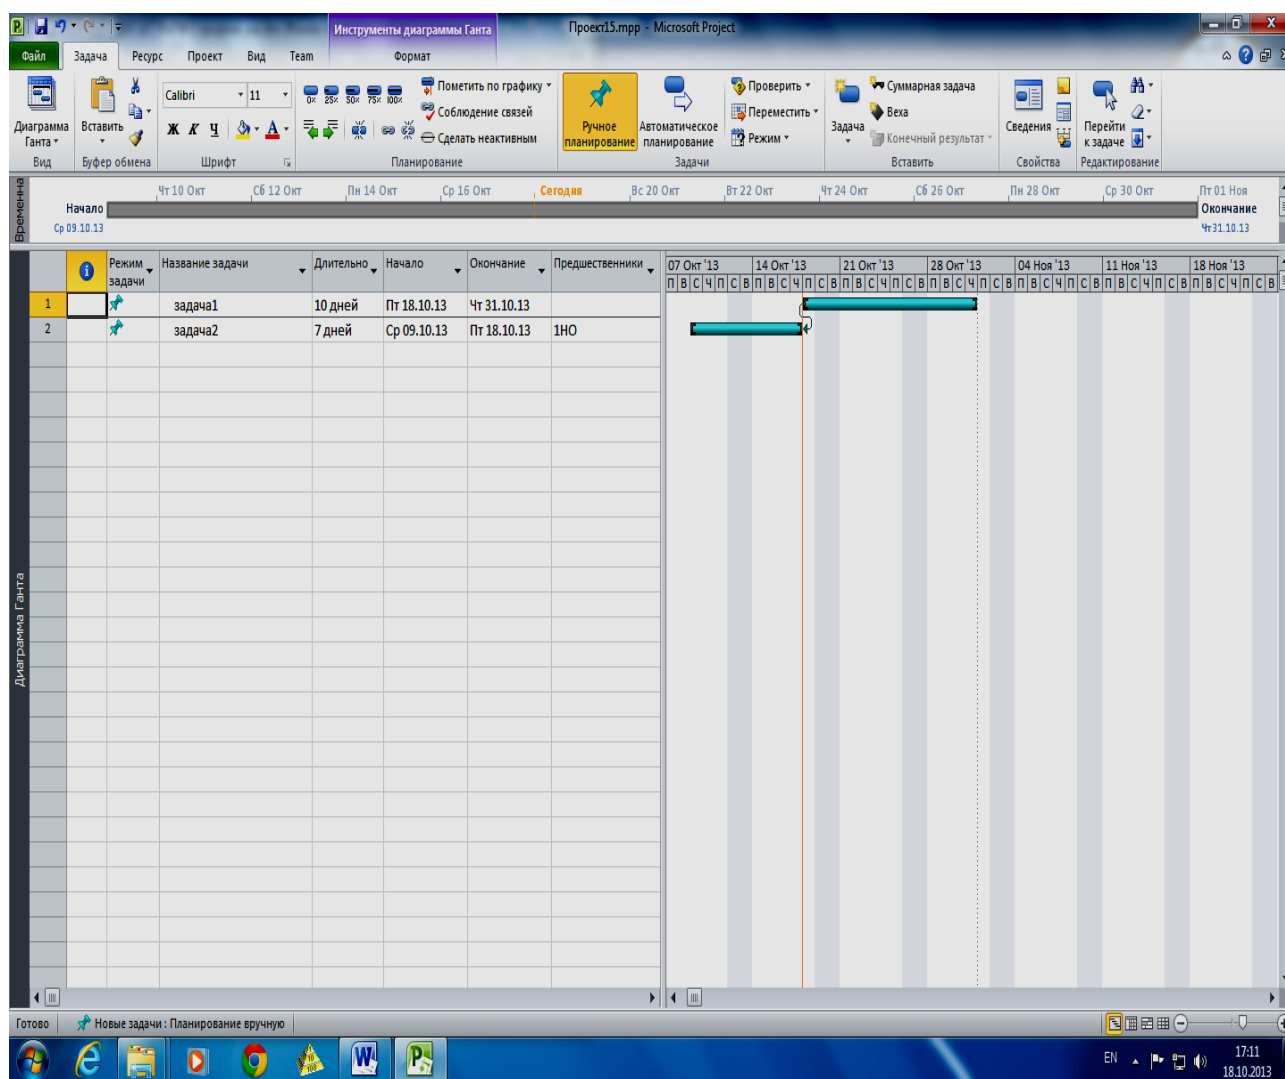 Инструменты диаграммы Ганта
Проект15.mpp - Microsoft Project
Файл Задача Ресурс Проект Вид Team Формат
Диаграмма Ганта
Вид
Вставить
Буфер обмена
Calibri 11
Ж К Ч
Шрифт
0% 25% 50% 75% 100%
Пометить по графику
Соблюдение связей
Сделать неактивным
Планирование
Ручное планирование
Автоматическое планирование
Проверить
Переместить
Режим
Задачи
Задача
Суммарная задача
Веха
Конечный результат
Вставить
Сведения
Свойства
Перейти к задаче
Редактирование
Временна
Чт 10 Окт Сб 12 Окт Пн 14 Окт Ср 16 Окт Сегодня Вс 20 Окт Вт 22 Окт Чт 24 Окт Сб 26 Окт Пн 28 Окт Ср 30 Окт Пт 01 Ноя
Начало
Ср 09.10.13
Окончание
Чт 31.10.13
Режим задачи Название задачи Длительно Начало Окончание Предшественники
07 Окт '13 14 Окт '13 21 Окт '13 28 Окт '13 04 Ноя '13 11 Ноя '13 18 Ноя '13
П В С Ч П С В П В С Ч П С В П В С Ч П С В П В С Ч П С В П В С Ч П С В П В С Ч П С В П В С Ч П С В
1 задача1 10 дней Пт 18.10.13 Чт 31.10.13
2 задача2 7 дней Ср 09.10.13 Пт 18.10.13 1НО
Диаграмма Ганта
Готово Новые задачи : Планирование вручную
EN 17:11
18.10.2013